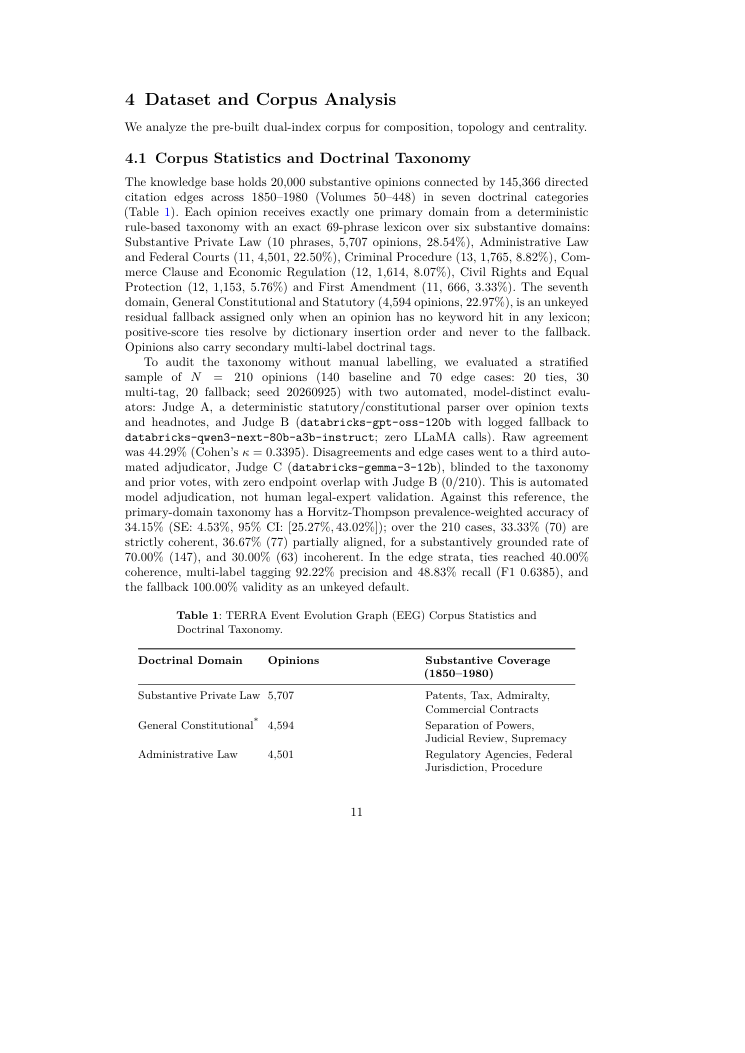 4 Dataset and Corpus Analysis
We analyze the pre-built dual-index corpus for composition, topology and centrality.
4.1 Corpus Statistics and Doctrinal Taxonomy
The knowledge base holds 20,000 substantive opinions connected by 145,366 directed
citation edges across 1850–1980 (Volumes 50–448) in seven doctrinal categories
(Table 1). Each opinion receives exactly one primary domain from a deterministic
rule-based taxonomy with an exact 69-phrase lexicon over six substantive domains:
Substantive Private Law (10 phrases, 5,707 opinions, 28.54%), Administrative Law
and Federal Courts (11, 4,501, 22.50%), Criminal Procedure (13, 1,765, 8.82%), Com-
merce Clause and Economic Regulation (12, 1,614, 8.07%), Civil Rights and Equal
Protection (12, 1,153, 5.76%) and First Amendment (11, 666, 3.33%). The seventh
domain, General Constitutional and Statutory (4,594 opinions, 22.97%), is an unkeyed
residual fallback assigned only when an opinion has no keyword hit in any lexicon;
positive-score ties resolve by dictionary insertion order and never to the fallback.
Opinions also carry secondary multi-label doctrinal tags.
To audit the taxonomy without manual labelling, we evaluated a stratified
sample of N = 210 opinions (140 baseline and 70 edge cases: 20 ties, 30
multi-tag, 20 fallback; seed 20260925) with two automated, model-distinct evalu-
ators: Judge A, a deterministic statutory/constitutional parser over opinion texts
and headnotes, and Judge B (databricks-gpt-oss-120b with logged fallback to
databricks-qwen3-next-80b-a3b-instruct; zero LLaMA calls). Raw agreement
was 44.29% (Cohen's κ = 0.3395). Disagreements and edge cases went to a third auto-
mated adjudicator, Judge C (databricks-gemma-3-12b), blinded to the taxonomy
and prior votes, with zero endpoint overlap with Judge B (0/210). This is automated
model adjudication, not human legal-expert validation. Against this reference, the
primary-domain taxonomy has a Horvitz-Thompson prevalence-weighted accuracy of
34.15% (SE: 4.53%, 95% CI: [25.27%, 43.02%]); over the 210 cases, 33.33% (70) are
strictly coherent, 36.67% (77) partially aligned, for a substantively grounded rate of
70.00% (147), and 30.00% (63) incoherent. In the edge strata, ties reached 40.00%
coherence, multi-label tagging 92.22% precision and 48.83% recall (F1 0.6385), and
the fallback 100.00% validity as an unkeyed default.
Table 1: TERRA Event Evolution Graph (EEG) Corpus Statistics and
Doctrinal Taxonomy.
Doctrinal Domain Opinions Substantive Coverage
(1850–1980)
Substantive Private Law 5,707 Patents, Tax, Admiralty,
Commercial Contracts
General Constitutional* 4,594 Separation of Powers,
Judicial Review, Supremacy
Administrative Law 4,501 Regulatory Agencies, Federal
Jurisdiction, Procedure
11